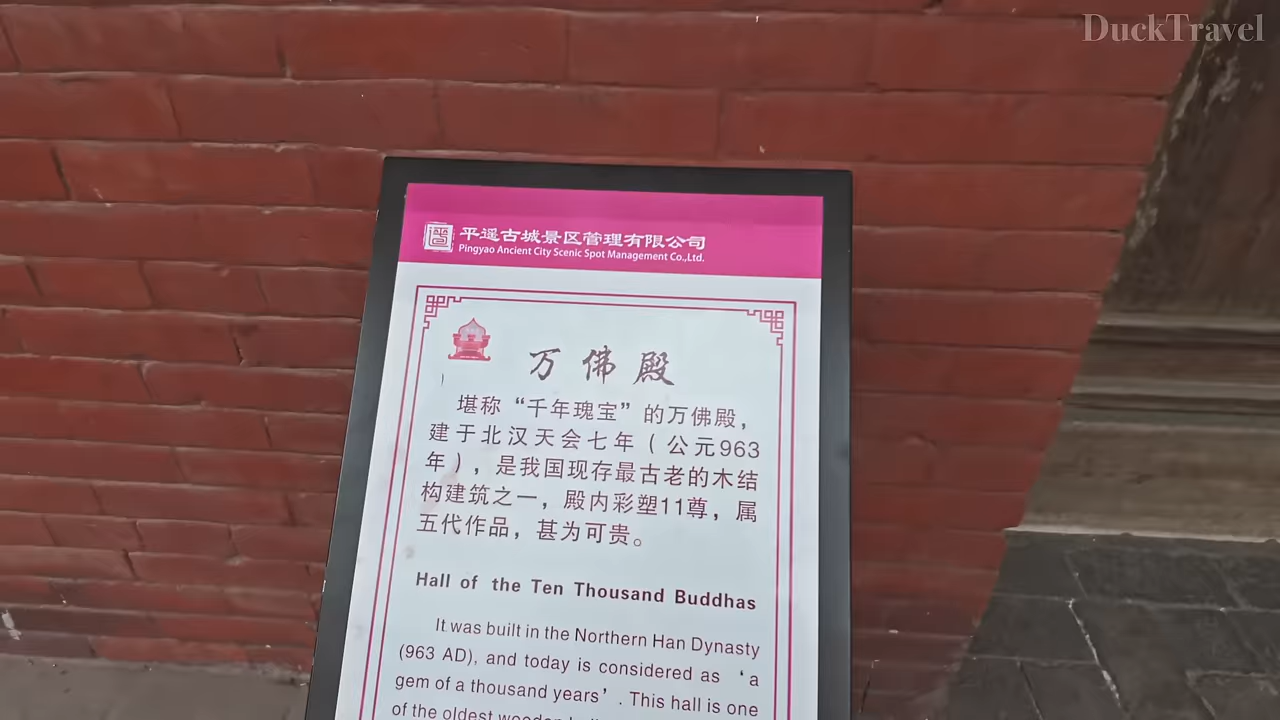 DuckTravel
平遥古城景区管理有限公司
Pingyao Ancient City Scenic Spot Management Co.,Ltd.
万佛殿
堪称“千年瑰宝”的万佛殿，
建于北汉天会七年（公元963
年），是我国现存最古老的木结
构建筑之一，殿内彩塑11尊，属
五代作品，甚为可贵。
Hall of the Ten Thousand Buddhas
It was built in the Northern Han Dynasty
(963 AD), and today is considered as ‘a
gem of a thousand years’. This hall is one
of the oldest wooden